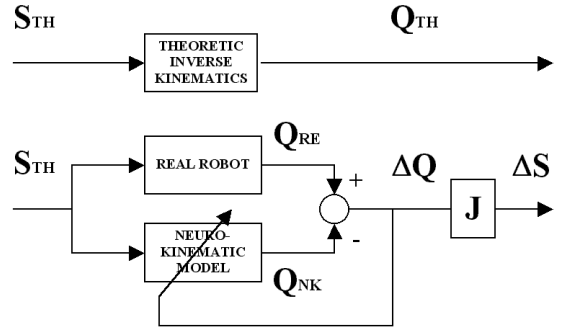 STH
QTH
THEORETIC
INVERSE
KINEMATICS
STH
REAL ROBOT
QRE
+
ΔQ
J
ΔS
NEURO-
KINEMATIC
MODEL
-
QNK